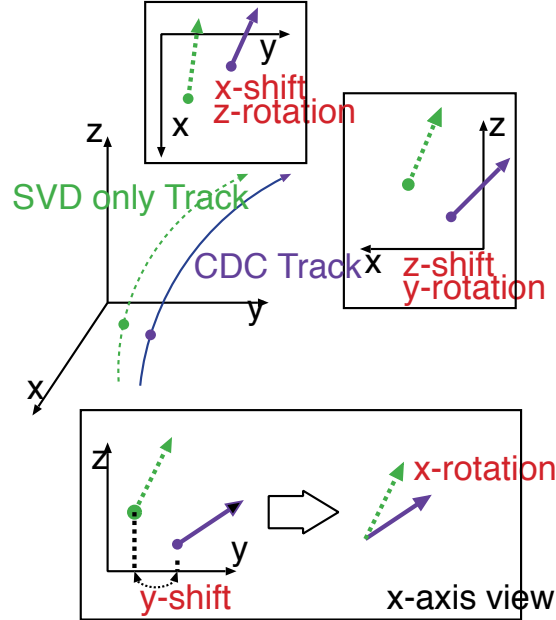 y
x-shift
x
z-rotation
z
z
SVD only Track
CDC Track
x
z-shift
y-rotation
y
x
z
x-rotation
y
y-shift
x-axis view